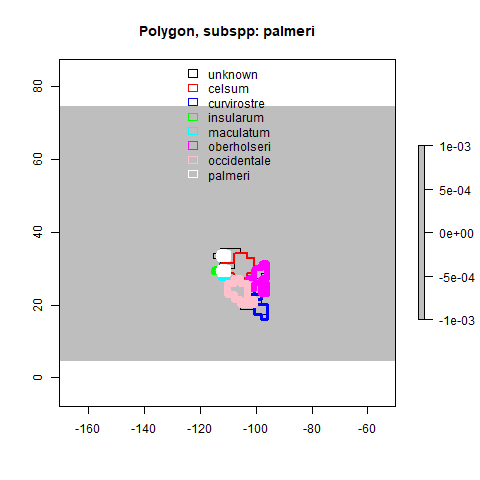 Polygon, subspp: palmeri
unknown
celsum
curvirostre
insularum
maculatum
oberholseri
occidentale
palmeri
80
60
40
20
0
-160
-140
-120
-100
-80
-60
1e-03
5e-04
0e+00
-5e-04
-1e-03